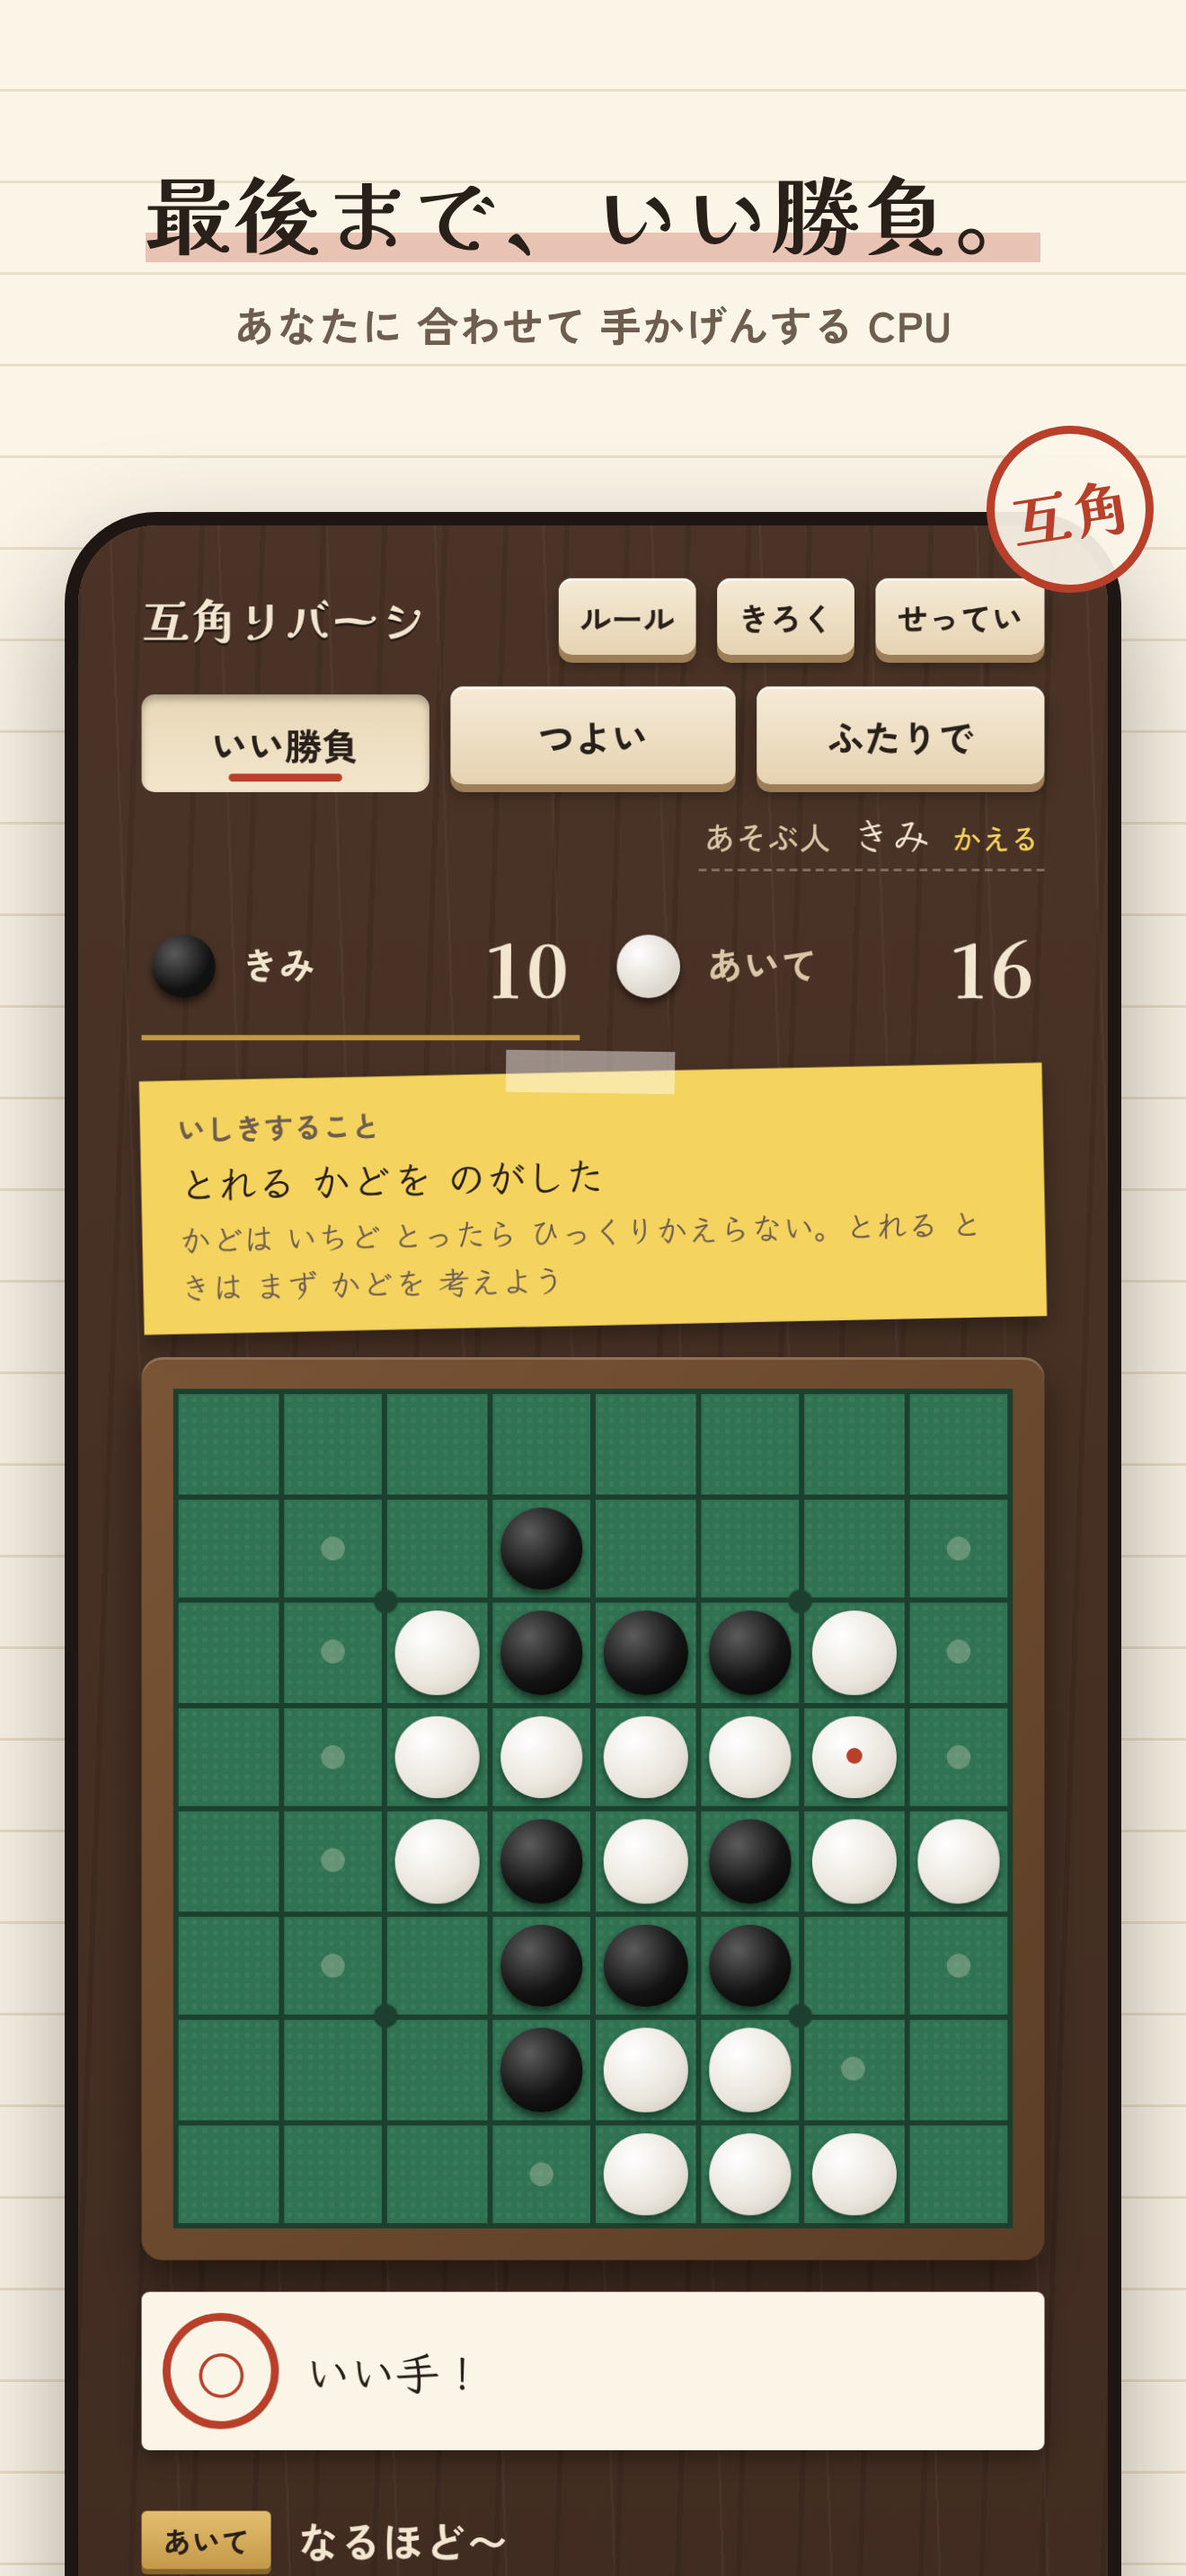 最後まで、いい勝負。
あなたに 合わせて 手かげんする CPU
互角
互角リバーシ
ルール
きろく
せってい
いい勝負
つよい
ふたりで
あそぶ人 きみ かえる
きみ 10
あいて 16
いしきすること
とれる かどを のがした
かどは いちど とったら ひっくりかえらない。とれる と
きは まず かどを 考えよう
いい手！
あいて なるほど〜